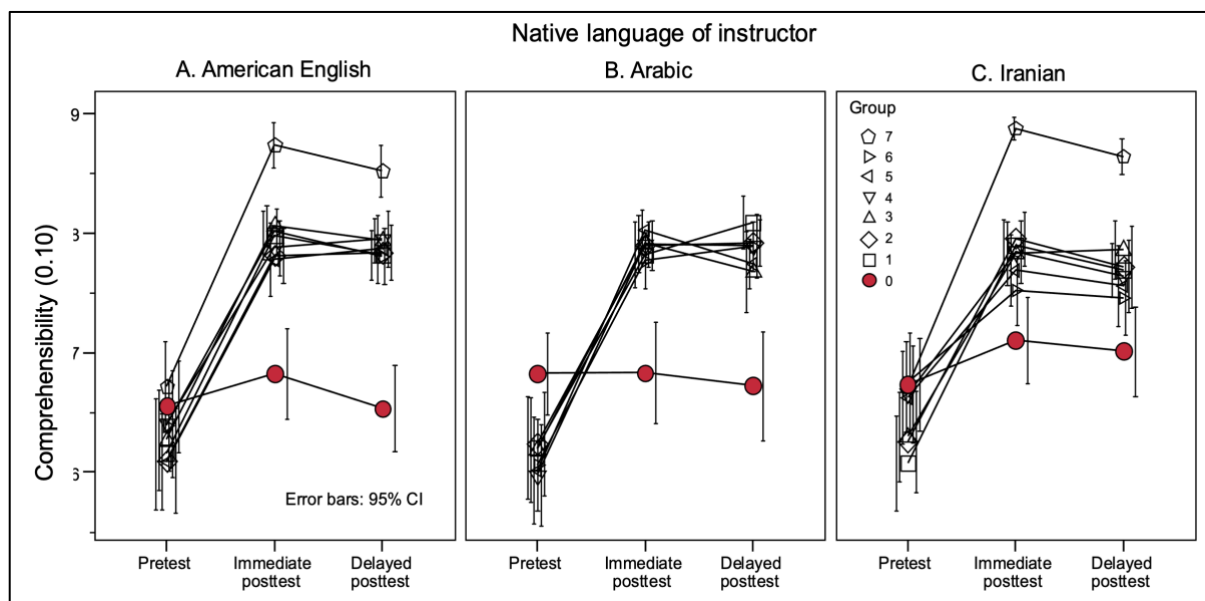 Native language of instructor
A. American English
B. Arabic
C. Iranian
Comprehensibility (0.10)
9
8
7
6
Error bars: 95% CI
Group
7
6
5
4
3
2
1
0
Pretest
Immediate
posttest
Delayed
posttest
Pretest
Immediate
posttest
Delayed
posttest
Pretest
Immediate
posttest
Delayed
posttest